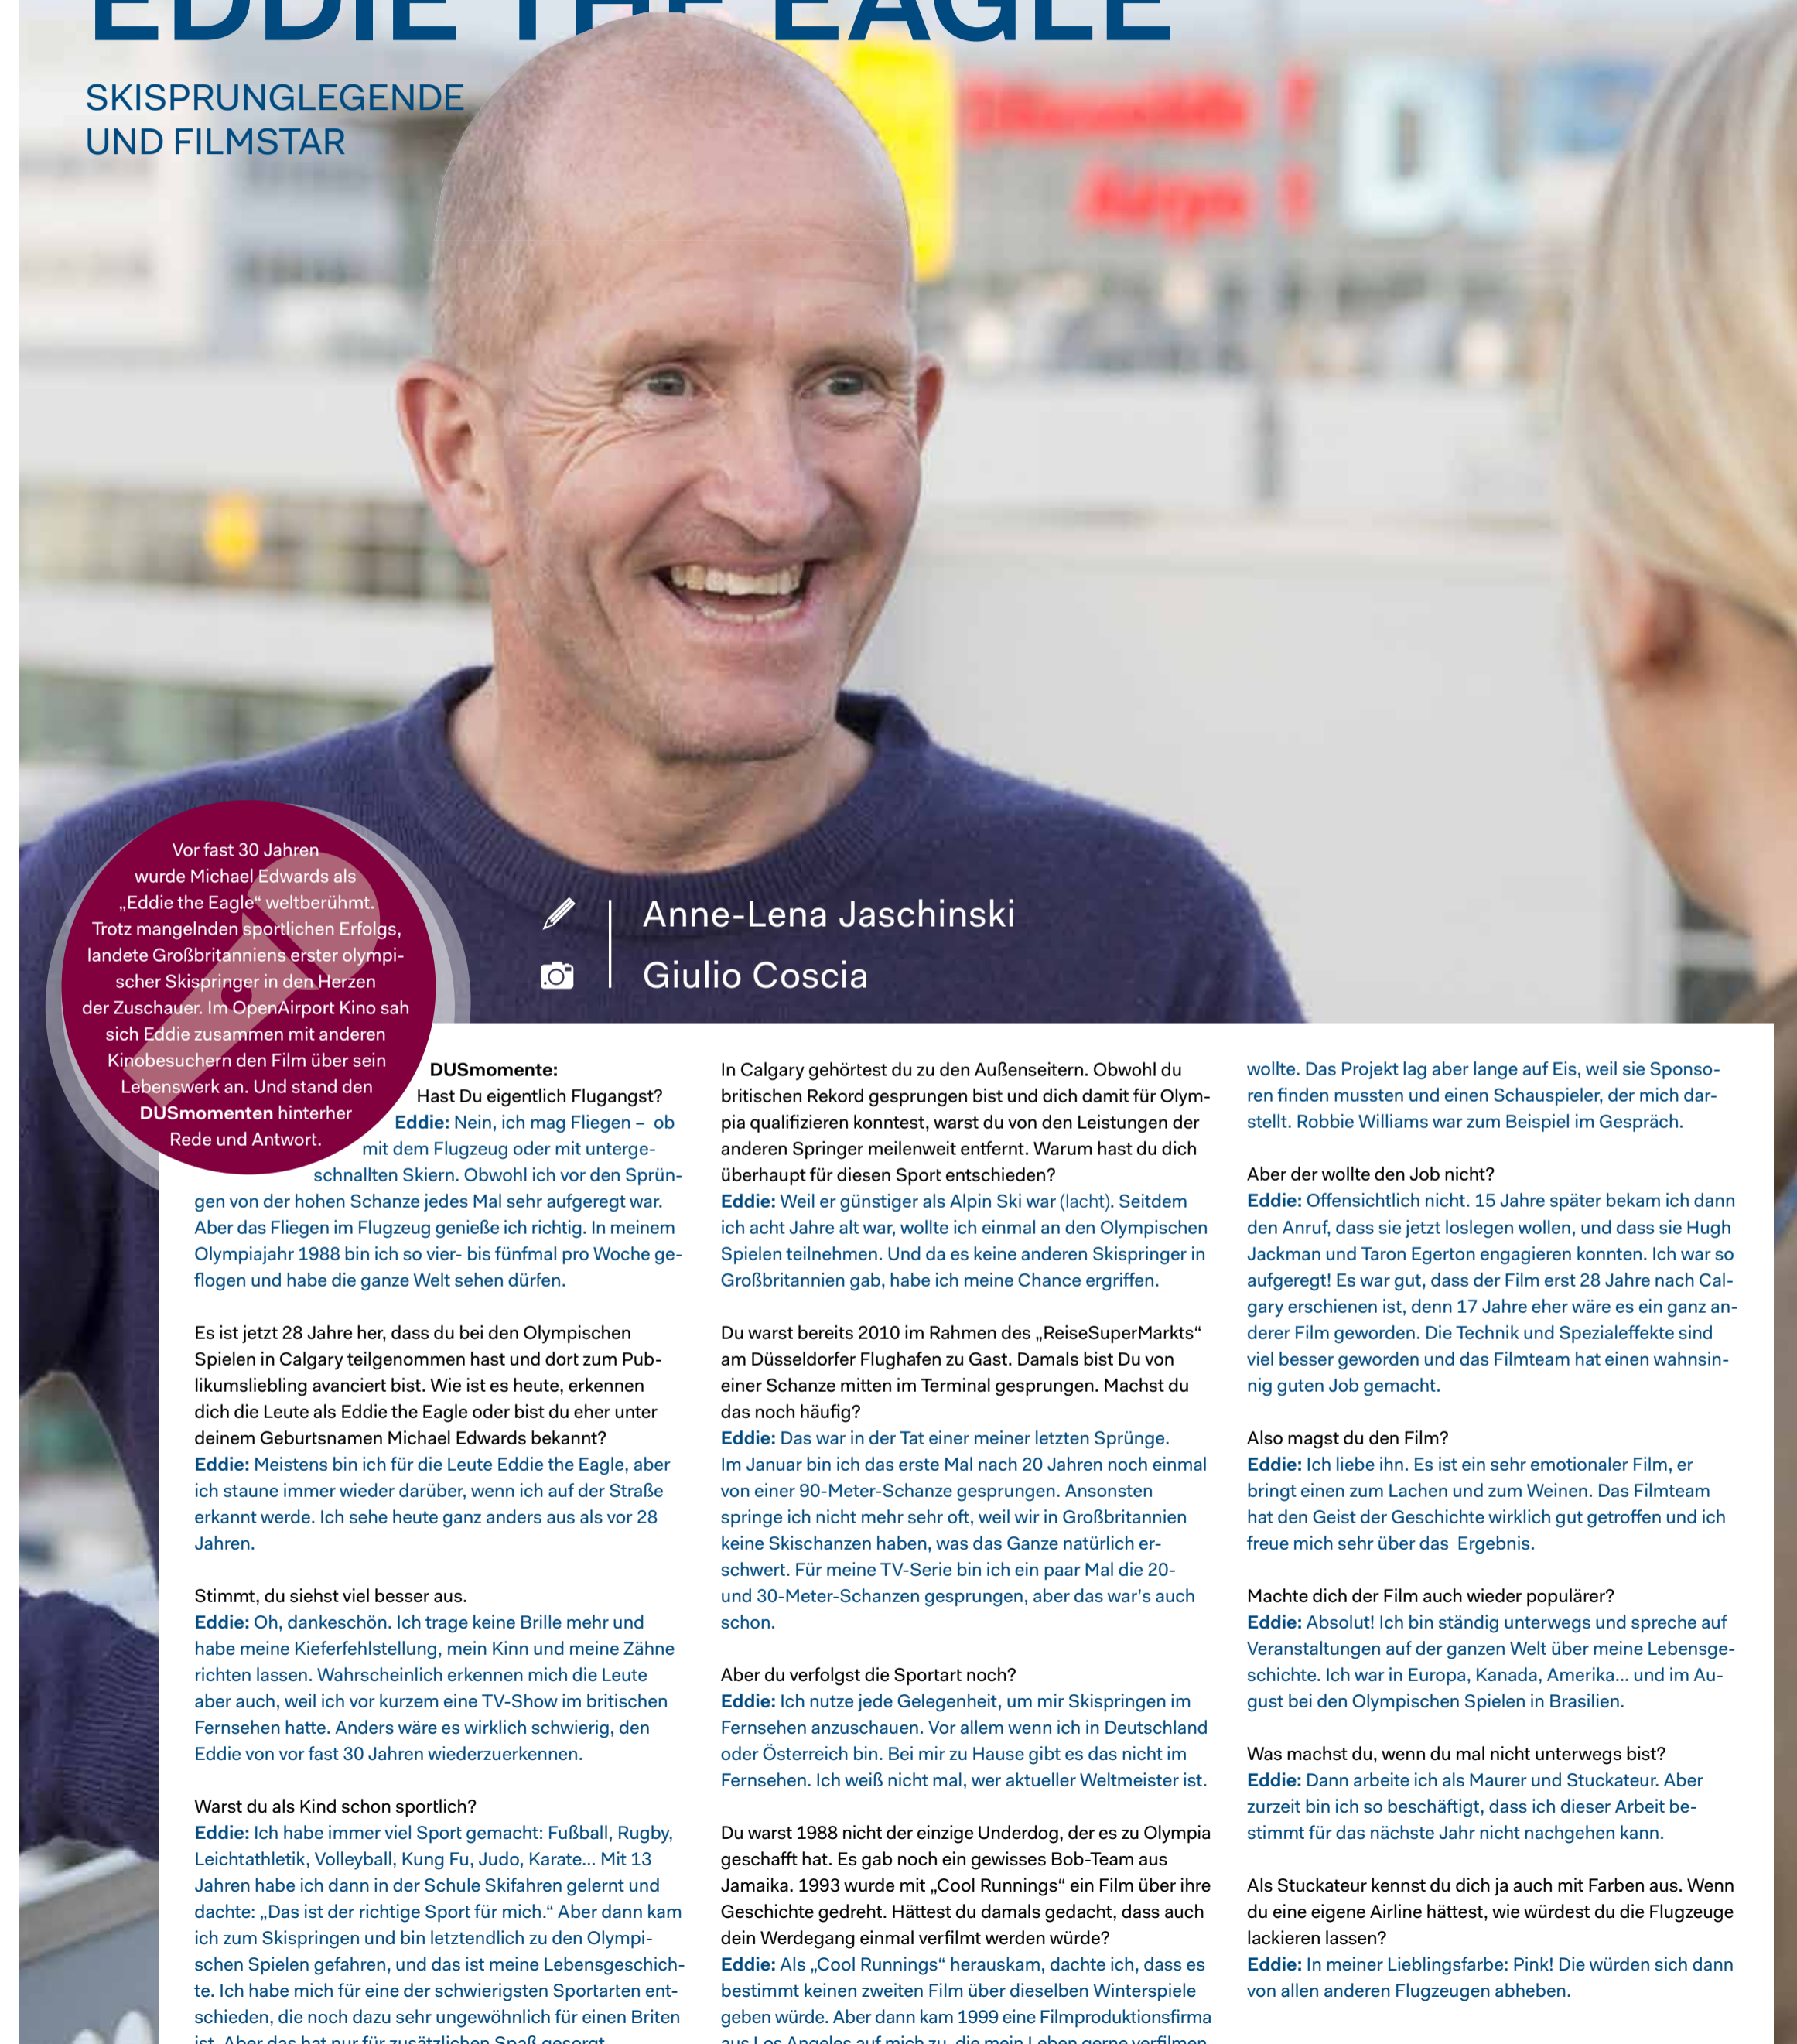 EDDIE THE EAGLE
SKISPRUNGLEGENDE
UND FILMSTAR
Vor fast 30 Jahren
wurde Michael Edwards als
„Eddie the Eagle“ weltberühmt.
Trotz mangelnden sportlichen Erfolgs,
landete Großbritanniens erster olympi-
scher Skispringer in den Herzen
der Zuschauer. Im OpenAirport Kino sah
sich Eddie zusammen mit anderen
Kinobesuchern den Film über sein
Lebenswerk an. Und stand den
DUSmomenten hinterher
Rede und Antwort.
Anne-Lena Jaschinski
Giulio Coscia
DUSmomente:
Hast Du eigentlich Flugangst?
Eddie: Nein, ich mag Fliegen – ob
mit dem Flugzeug oder mit unterge-
schnallten Skiern. Obwohl ich vor den Sprün-
gen von der hohen Schanze jedes Mal sehr aufgeregt war.
Aber das Fliegen im Flugzeug genieße ich richtig. In meinem
Olympiajahr 1988 bin ich so vier- bis fünfmal pro Woche ge-
flogen und habe die ganze Welt sehen dürfen.
Es ist jetzt 28 Jahre her, dass du bei den Olympischen
Spielen in Calgary teilgenommen hast und dort zum Pub-
likumsliebling avanciert bist. Wie ist es heute, erkennen
dich die Leute als Eddie the Eagle oder bist du eher unter
deinem Geburtsnamen Michael Edwards bekannt?
Eddie: Meistens bin ich für die Leute Eddie the Eagle, aber
ich staune immer wieder darüber, wenn ich auf der Straße
erkannt werde. Ich sehe heute ganz anders aus als vor 28
Jahren.
Stimmt, du siehst viel besser aus.
Eddie: Oh, dankeschön. Ich trage keine Brille mehr und
habe meine Kieferfehlstellung, mein Kinn und meine Zähne
richten lassen. Wahrscheinlich erkennen mich die Leute
aber auch, weil ich vor kurzem eine TV-Show im britischen
Fernsehen hatte. Anders wäre es wirklich schwierig, den
Eddie von vor fast 30 Jahren wiederzuerkennen.
Warst du als Kind schon sportlich?
Eddie: Ich habe immer viel Sport gemacht: Fußball, Rugby,
Leichtathletik, Volleyball, Kung Fu, Judo, Karate... Mit 13
Jahren habe ich dann in der Schule Skifahren gelernt und
dachte: „Das ist der richtige Sport für mich.“ Aber dann kam
ich zum Skispringen und bin letztendlich zu den Olympi-
schen Spielen gefahren, und das ist meine Lebensgeschich-
te. Ich habe mich für eine der schwierigsten Sportarten ent-
schieden, die noch dazu sehr ungewöhnlich für einen Briten
ist. Aber das hat nur für zusätzlichen Spaß gesorgt.
In Calgary gehörtest du zu den Außenseitern. Obwohl du
britischen Rekord gesprungen bist und dich damit für Olym-
pia qualifizieren konntest, warst du von den Leistungen der
anderen Springer meilenweit entfernt. Warum hast du dich
überhaupt für diesen Sport entschieden?
Eddie: Weil er günstiger als Alpin Ski war (lacht). Seitdem
ich acht Jahre alt war, wollte ich einmal an den Olympischen
Spielen teilnehmen. Und da es keine anderen Skispringer in
Großbritannien gab, habe ich meine Chance ergriffen.
Du warst bereits 2010 im Rahmen des „ReiseSuperMarkts“
am Düsseldorfer Flughafen zu Gast. Damals bist Du von
einer Schanze mitten im Terminal gesprungen. Machst du
das noch häufig?
Eddie: Das war in der Tat einer meiner letzten Sprünge.
Im Januar bin ich das erste Mal nach 20 Jahren noch einmal
von einer 90-Meter-Schanze gesprungen. Ansonsten
springe ich nicht mehr sehr oft, weil wir in Großbritannien
keine Skischanzen haben, was das Ganze natürlich er-
schwert. Für meine TV-Serie bin ich ein paar Mal die 20-
und 30-Meter-Schanzen gesprungen, aber das war’s auch
schon.
Aber du verfolgst die Sportart noch?
Eddie: Ich nutze jede Gelegenheit, um mir Skispringen im
Fernsehen anzuschauen. Vor allem wenn ich in Deutschland
oder Österreich bin. Bei mir zu Hause gibt es das nicht im
Fernsehen. Ich weiß nicht mal, wer aktueller Weltmeister ist.
Du warst 1988 nicht der einzige Underdog, der es zu Olympia
geschafft hat. Es gab noch ein gewisses Bob-Team aus
Jamaika. 1993 wurde mit „Cool Runnings“ ein Film über ihre
Geschichte gedreht. Hättest du damals gedacht, dass auch
dein Werdegang einmal verfilmt werden würde?
Eddie: Als „Cool Runnings“ herauskam, dachte ich, dass es
bestimmt keinen zweiten Film über dieselben Winterspiele
geben würde. Aber dann kam 1999 eine Filmproduktionsfirma
aus Los Angeles auf mich zu, die mein Leben gerne verfilmen
wollte. Das Projekt lag aber lange auf Eis, weil sie Sponso-
ren finden mussten und einen Schauspieler, der mich dar-
stellt. Robbie Williams war zum Beispiel im Gespräch.
Aber der wollte den Job nicht?
Eddie: Offensichtlich nicht. 15 Jahre später bekam ich dann
den Anruf, dass sie jetzt loslegen wollen, und dass sie Hugh
Jackman und Taron Egerton engagieren konnten. Ich war so
aufgeregt! Es war gut, dass der Film erst 28 Jahre nach Cal-
gary erschienen ist, denn 17 Jahre eher wäre es ein ganz an-
derer Film geworden. Die Technik und Spezialeffekte sind
viel besser geworden und das Filmteam hat einen wahnsin-
nig guten Job gemacht.
Also magst du den Film?
Eddie: Ich liebe ihn. Es ist ein sehr emotionaler Film, er
bringt einen zum Lachen und zum Weinen. Das Filmteam
hat den Geist der Geschichte wirklich gut getroffen und ich
freue mich sehr über das Ergebnis.
Machte dich der Film auch wieder populärer?
Eddie: Absolut! Ich bin ständig unterwegs und spreche auf
Veranstaltungen auf der ganzen Welt über meine Lebensge-
schichte. Ich war in Europa, Kanada, Amerika... und im Au-
gust bei den Olympischen Spielen in Brasilien.
Was machst du, wenn du mal nicht unterwegs bist?
Eddie: Dann arbeite ich als Maurer und Stuckateur. Aber
zurzeit bin ich so beschäftigt, dass ich dieser Arbeit be-
stimmt für das nächste Jahr nicht nachgehen kann.
Als Stuckateur kennst du dich ja auch mit Farben aus. Wenn
du eine eigene Airline hättest, wie würdest du die Flugzeuge
lackieren lassen?
Eddie: In meiner Lieblingsfarbe: Pink! Die würden sich dann
von allen anderen Flugzeugen abheben.